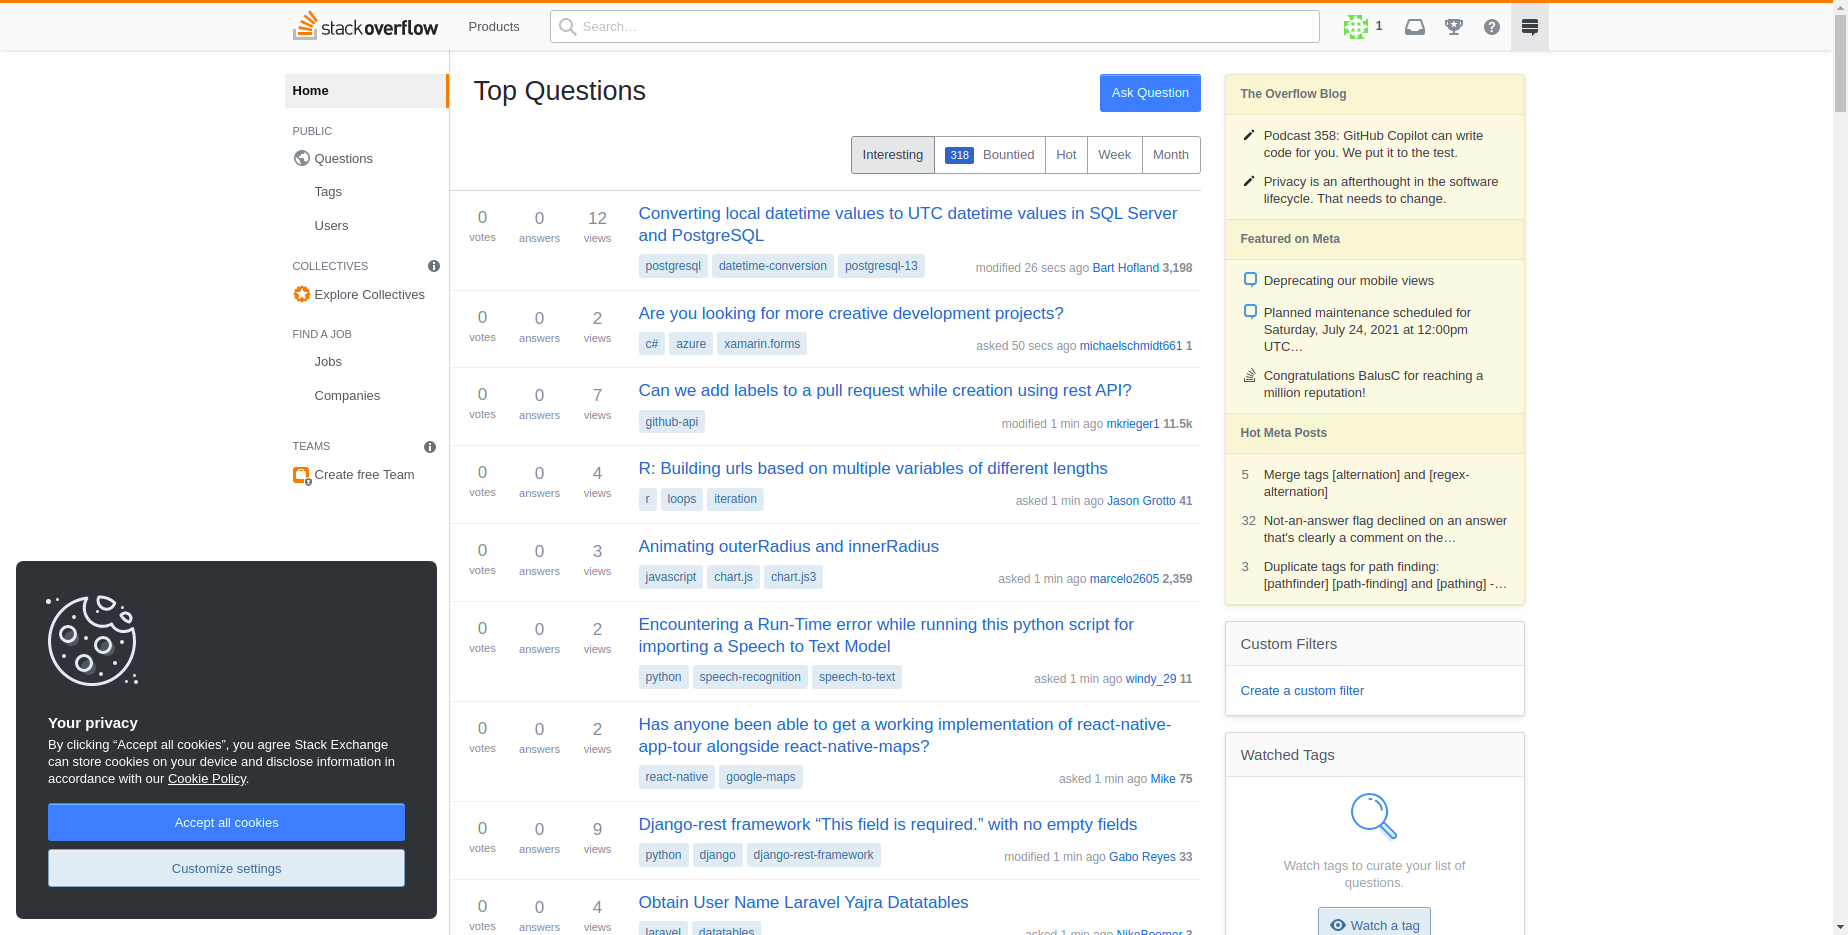 stackoverflow Products Search… 1
Home
PUBLIC
Questions
Tags
Users
COLLECTIVES
Explore Collectives
FIND A JOB
Jobs
Companies
TEAMS
Create free Team
Top Questions Ask Question
Interesting 318 Bountied Hot Week Month
0 votes 0 answers 12 views
Converting local datetime values to UTC datetime values in SQL Server
and PostgreSQL
postgresql datetime-conversion postgresql-13
modified 26 secs ago Bart Hofland 3,198
0 votes 0 answers 2 views
Are you looking for more creative development projects?
c# azure xamarin.forms
asked 50 secs ago michaelschmidt661 1
0 votes 0 answers 7 views
Can we add labels to a pull request while creation using rest API?
github-api
modified 1 min ago mkrieger1 11.5k
0 votes 0 answers 4 views
R: Building urls based on multiple variables of different lengths
r loops iteration
asked 1 min ago Jason Grotto 41
0 votes 0 answers 3 views
Animating outerRadius and innerRadius
javascript chart.js chart.js3
asked 1 min ago marcelo2605 2,359
0 votes 0 answers 2 views
Encountering a Run-Time error while running this python script for
importing a Speech to Text Model
python speech-recognition speech-to-text
asked 1 min ago windy_29 11
0 votes 0 answers 2 views
Has anyone been able to get a working implementation of react-native-
app-tour alongside react-native-maps?
react-native google-maps
asked 1 min ago Mike 75
0 votes 0 answers 9 views
Django-rest framework “This field is required.” with no empty fields
python django django-rest-framework
modified 1 min ago Gabo Reyes 33
0 votes 0 answers 4 views
Obtain User Name Laravel Yajra Datatables
laravel datatables
asked 1 min ago NikoBoomer 3
The Overflow Blog
Podcast 358: GitHub Copilot can write
code for you. We put it to the test.
Privacy is an afterthought in the software
lifecycle. That needs to change.
Featured on Meta
Deprecating our mobile views
Planned maintenance scheduled for
Saturday, July 24, 2021 at 12:00pm
UTC…
Congratulations BalusC for reaching a
million reputation!
Hot Meta Posts
5 Merge tags [alternation] and [regex-
alternation]
32 Not-an-answer flag declined on an answer
that's clearly a comment on the…
3 Duplicate tags for path finding:
[pathfinder] [path-finding] and [pathing] -…
Custom Filters
Create a custom filter
Watched Tags
Watch tags to curate your list of
questions.
Watch a tag
Your privacy
By clicking “Accept all cookies”, you agree Stack Exchange
can store cookies on your device and disclose information in
accordance with our Cookie Policy.
Accept all cookies
Customize settings